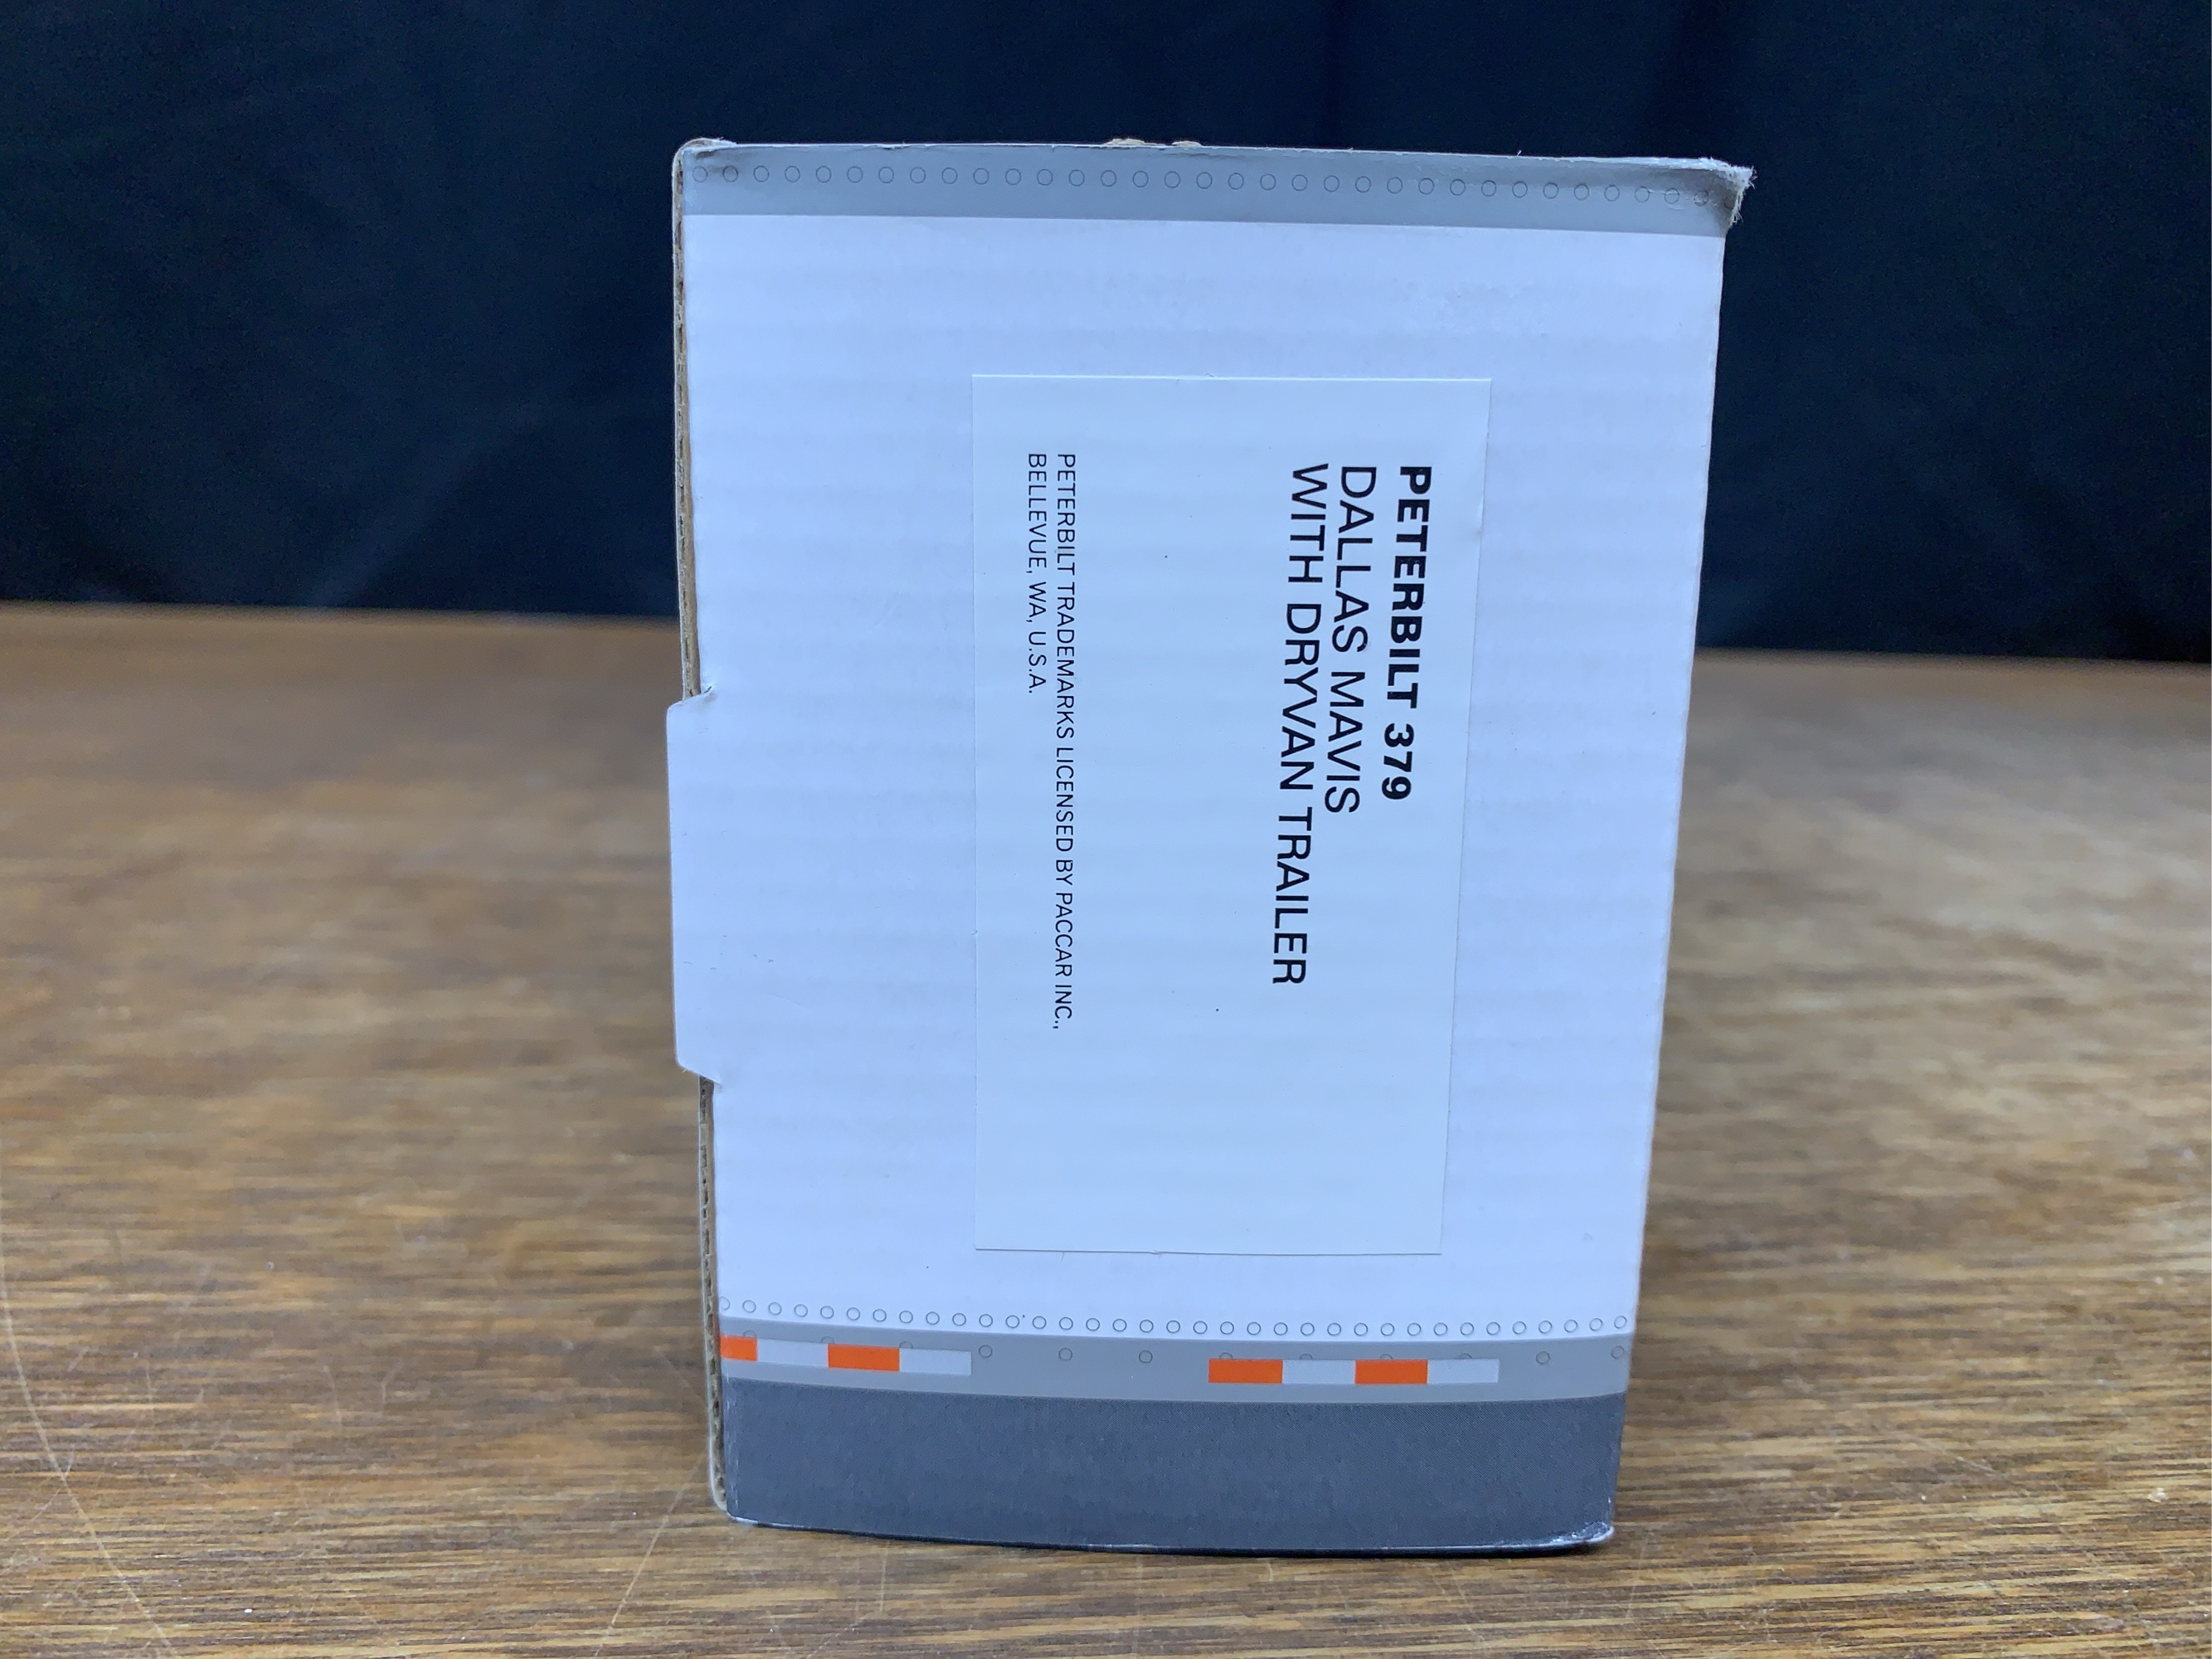 PETERBILT 379
DALLAS MAVIS
WITH DRYVAN TRAILER
PETERBILT TRADEMARKS LICENSED BY PACCAR INC.,
BELLEVUE, WA, U.S.A.